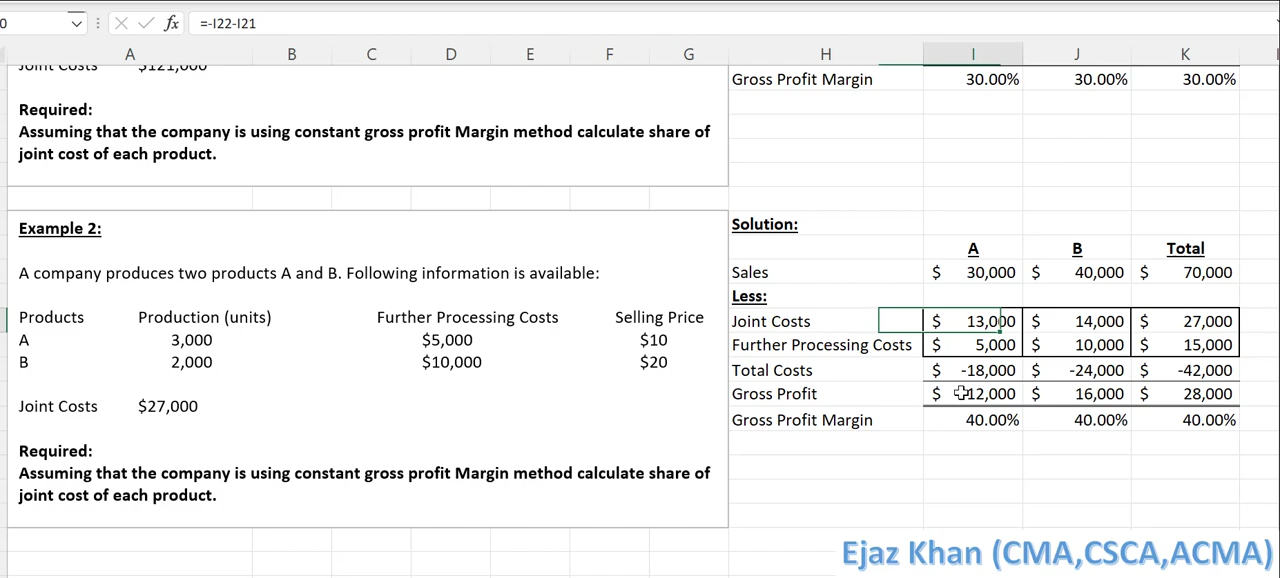 0 fx =-I22-I21
A B C D E F G H I J K
Joint Costs $121,000
Gross Profit Margin 30.00% 30.00% 30.00%
Required:
Assuming that the company is using constant gross profit Margin method calculate share of
joint cost of each product.
Example 2:
A company produces two products A and B. Following information is available:
Products Production (units) Further Processing Costs Selling Price
A 3,000 $5,000 $10
B 2,000 $10,000 $20
Joint Costs $27,000
Required:
Assuming that the company is using constant gross profit Margin method calculate share of
joint cost of each product.
Solution:
A B Total
Sales $ 30,000 $ 40,000 $ 70,000
Less:
Joint Costs $ 13,000 $ 14,000 $ 27,000
Further Processing Costs $ 5,000 $ 10,000 $ 15,000
Total Costs $ -18,000 $ -24,000 $ -42,000
Gross Profit $ 12,000 $ 16,000 $ 28,000
Gross Profit Margin 40.00% 40.00% 40.00%
Ejaz Khan (CMA,CSCA,ACMA)